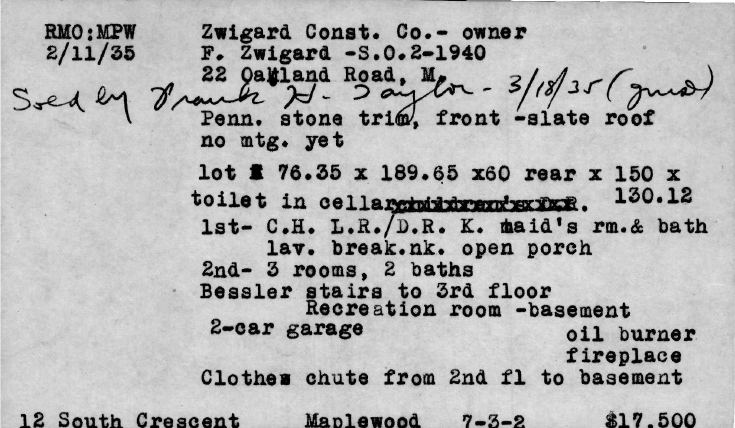 RMO:MPW Zwigard Const. Co.- owner
2/11/35 F. Zwigard -S.O.2-1940
22 Oakland Road, M.
Sold by Frank H. Taylor - 3/18/35 (
Penn. stone trim, front -slate roof
no mtg. yet
lot 76.35 x 189.65 x60 rear x 150 x
toilet in cellar. 130.12
1st- C.H. L.R./D.R. K. maid's rm.& bath
lav. break.nk. open porch
2nd- 3 rooms, 2 baths
Bessler stairs to 3rd floor
Recreation room -basement
2-car garage oil burner
fireplace
Clothes chute from 2nd fl to basement
12 South Crescent Maplewood 7-3-2 $17,500